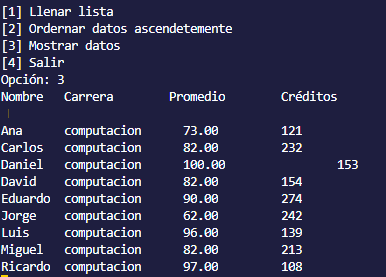 [1] Llenar lista
[2] Ordernar datos ascendetemente
[3] Mostrar datos
[4] Salir
Opción: 3
Nombre Carrera Promedio Créditos
Ana computacion 73.00 121
Carlos computacion 82.00 232
Daniel computacion 100.00 153
David computacion 82.00 154
Eduardo computacion 90.00 274
Jorge computacion 62.00 242
Luis computacion 96.00 139
Miguel computacion 82.00 213
Ricardo computacion 97.00 108